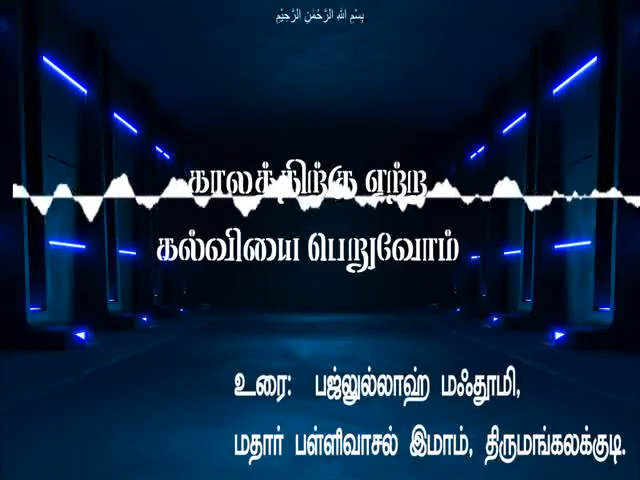 بِسْمِ اللهِ الرَّحْمٰنِ الرَّحِيْمِ
காலத்திற்கு ஏற்ற
கல்வியை பெறுவோம்
உரை: பஜ்லுல்லாஹ் மஃதூமி,
மதார் பள்ளிவாசல் இமாம், திருமங்கலக்குடி.